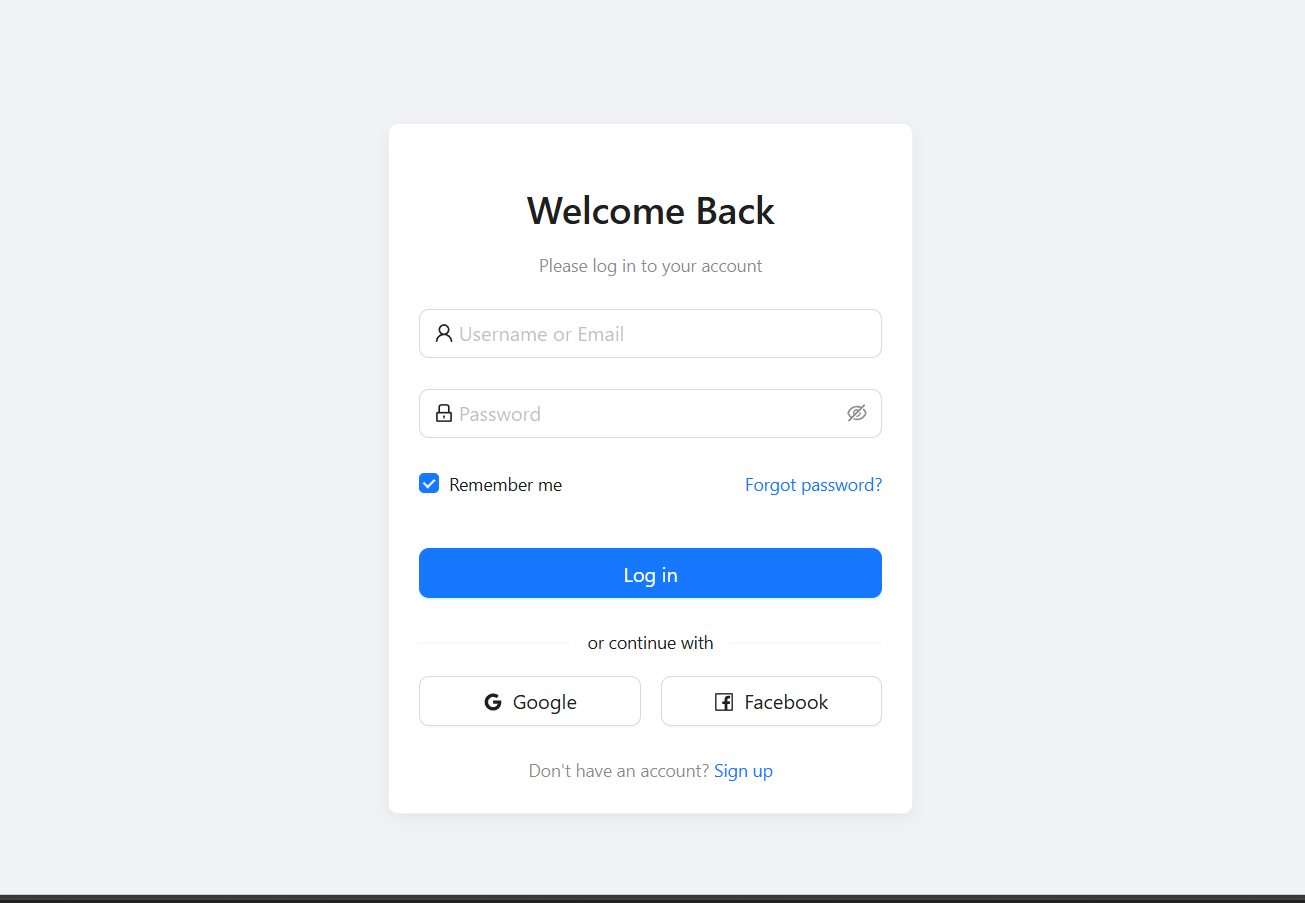 Welcome Back
Please log in to your account
Username or Email
Password
Remember me
Forgot password?
Log in
or continue with
Google
Facebook
Don't have an account? Sign up